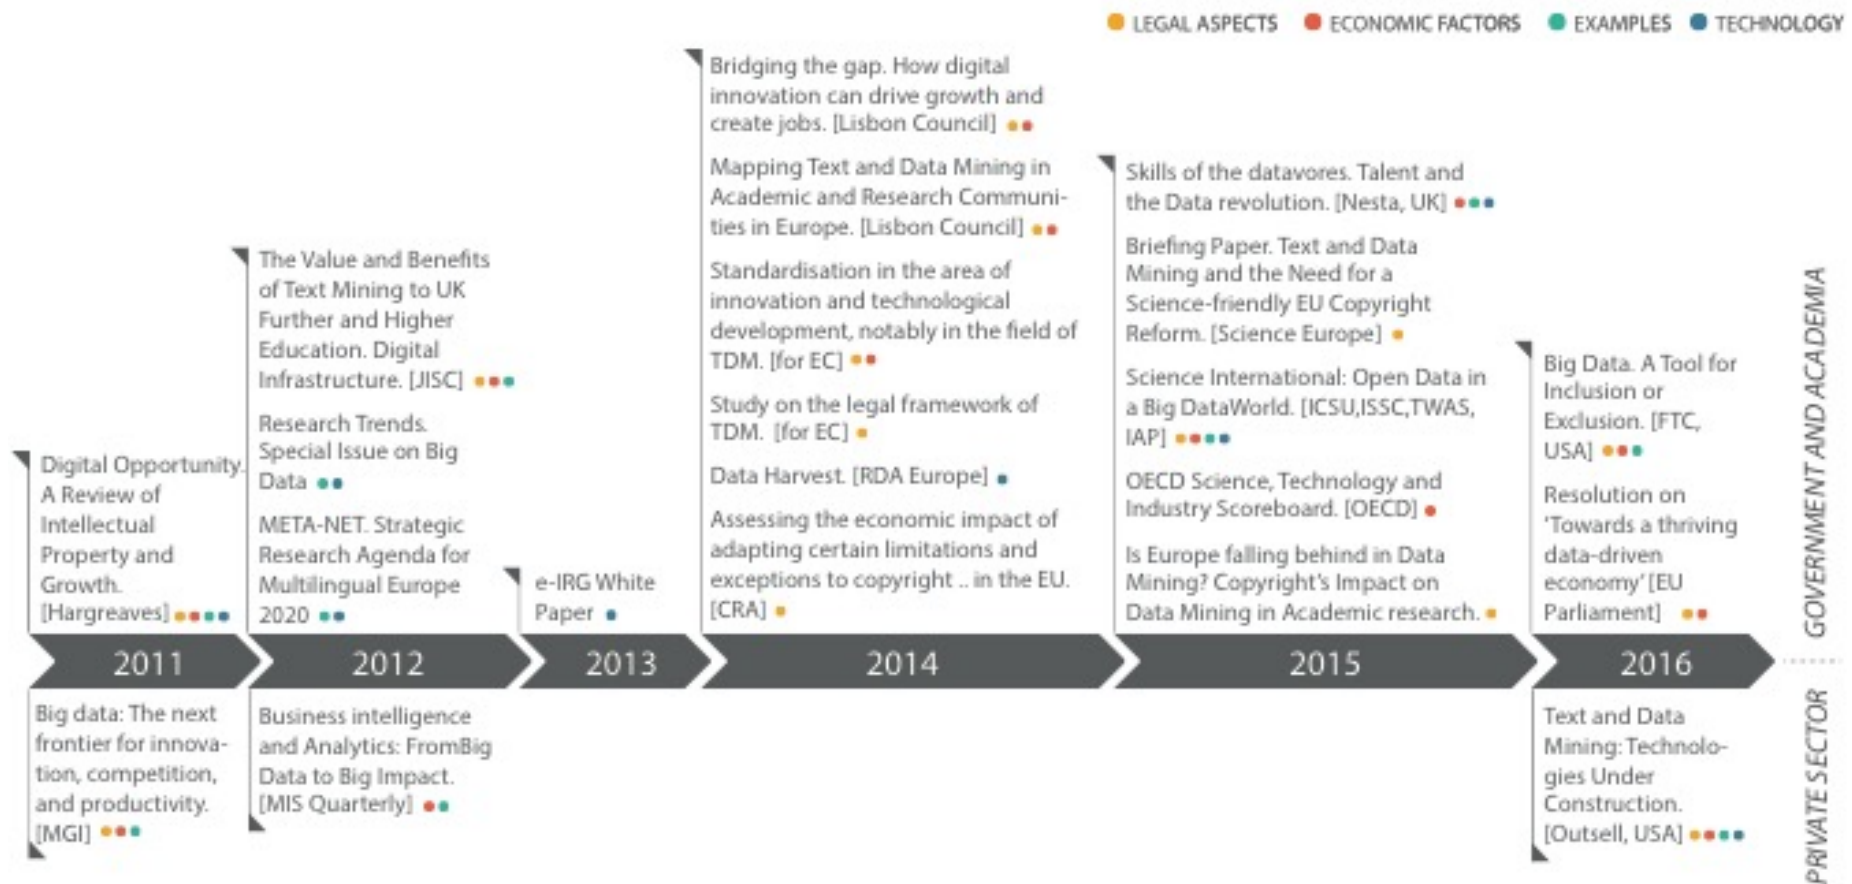 LEGAL ASPECTS
ECONOMIC FACTORS
EXAMPLES
TECHNOLOGY
Digital Opportunity.
A Review of
Intellectual
Property and
Growth.
[Hargreaves]
The Value and Benefits
of Text Mining to UK
Further and Higher
Education. Digital
Infrastructure. [JISC]
Research Trends.
Special Issue on Big
Data
META-NET. Strategic
Research Agenda for
Multilingual Europe
2020
e-IRG White
Paper
Bridging the gap. How digital
innovation can drive growth and
create jobs. [Lisbon Council]
Mapping Text and Data Mining in
Academic and Research Communi-
ties in Europe. [Lisbon Council]
Standardisation in the area of
innovation and technological
development, notably in the field of
TDM. [for EC]
Study on the legal framework of
TDM. [for EC]
Data Harvest. [RDA Europe]
Assessing the economic impact of
adapting certain limitations and
exceptions to copyright .. in the EU.
[CRA]
Skills of the datavores. Talent and
the Data revolution. [Nesta, UK]
Briefing Paper. Text and Data
Mining and the Need for a
Science-friendly EU Copyright
Reform. [Science Europe]
Science International: Open Data in
a Big DataWorld. [ICSU,ISSC,TWAS,
IAP]
OECD Science, Technology and
Industry Scoreboard. [OECD]
Is Europe falling behind in Data
Mining? Copyright's Impact on
Data Mining in Academic research.
Big Data. A Tool for
Inclusion or
Exclusion. [FTC,
USA]
Resolution on
'Towards a thriving
data-driven
economy' [EU
Parliament]
GOVERNMENT AND ACADEMIA
2011
2012
2013
2014
2015
2016
Big data: The next
frontier for innova-
tion, competition,
and productivity.
[MGI]
Business intelligence
and Analytics: FromBig
Data to Big Impact.
[MIS Quarterly]
Text and Data
Mining: Technolo-
gies Under
Construction.
[Outsell, USA]
PRIVATE SECTOR